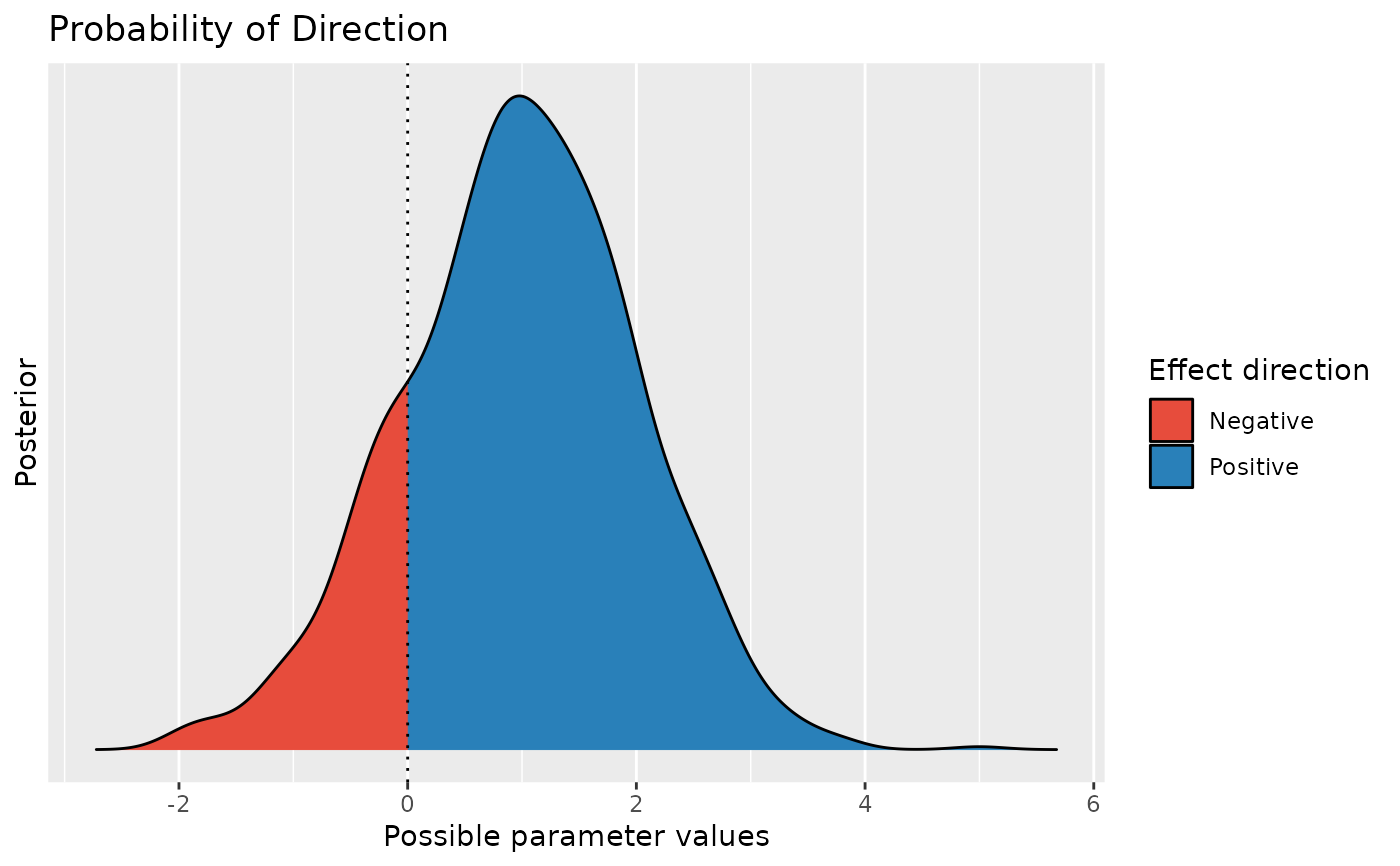 Probability of Direction
Posterior
Effect direction
Negative
Positive
-2 0 2 4 6
Possible parameter values